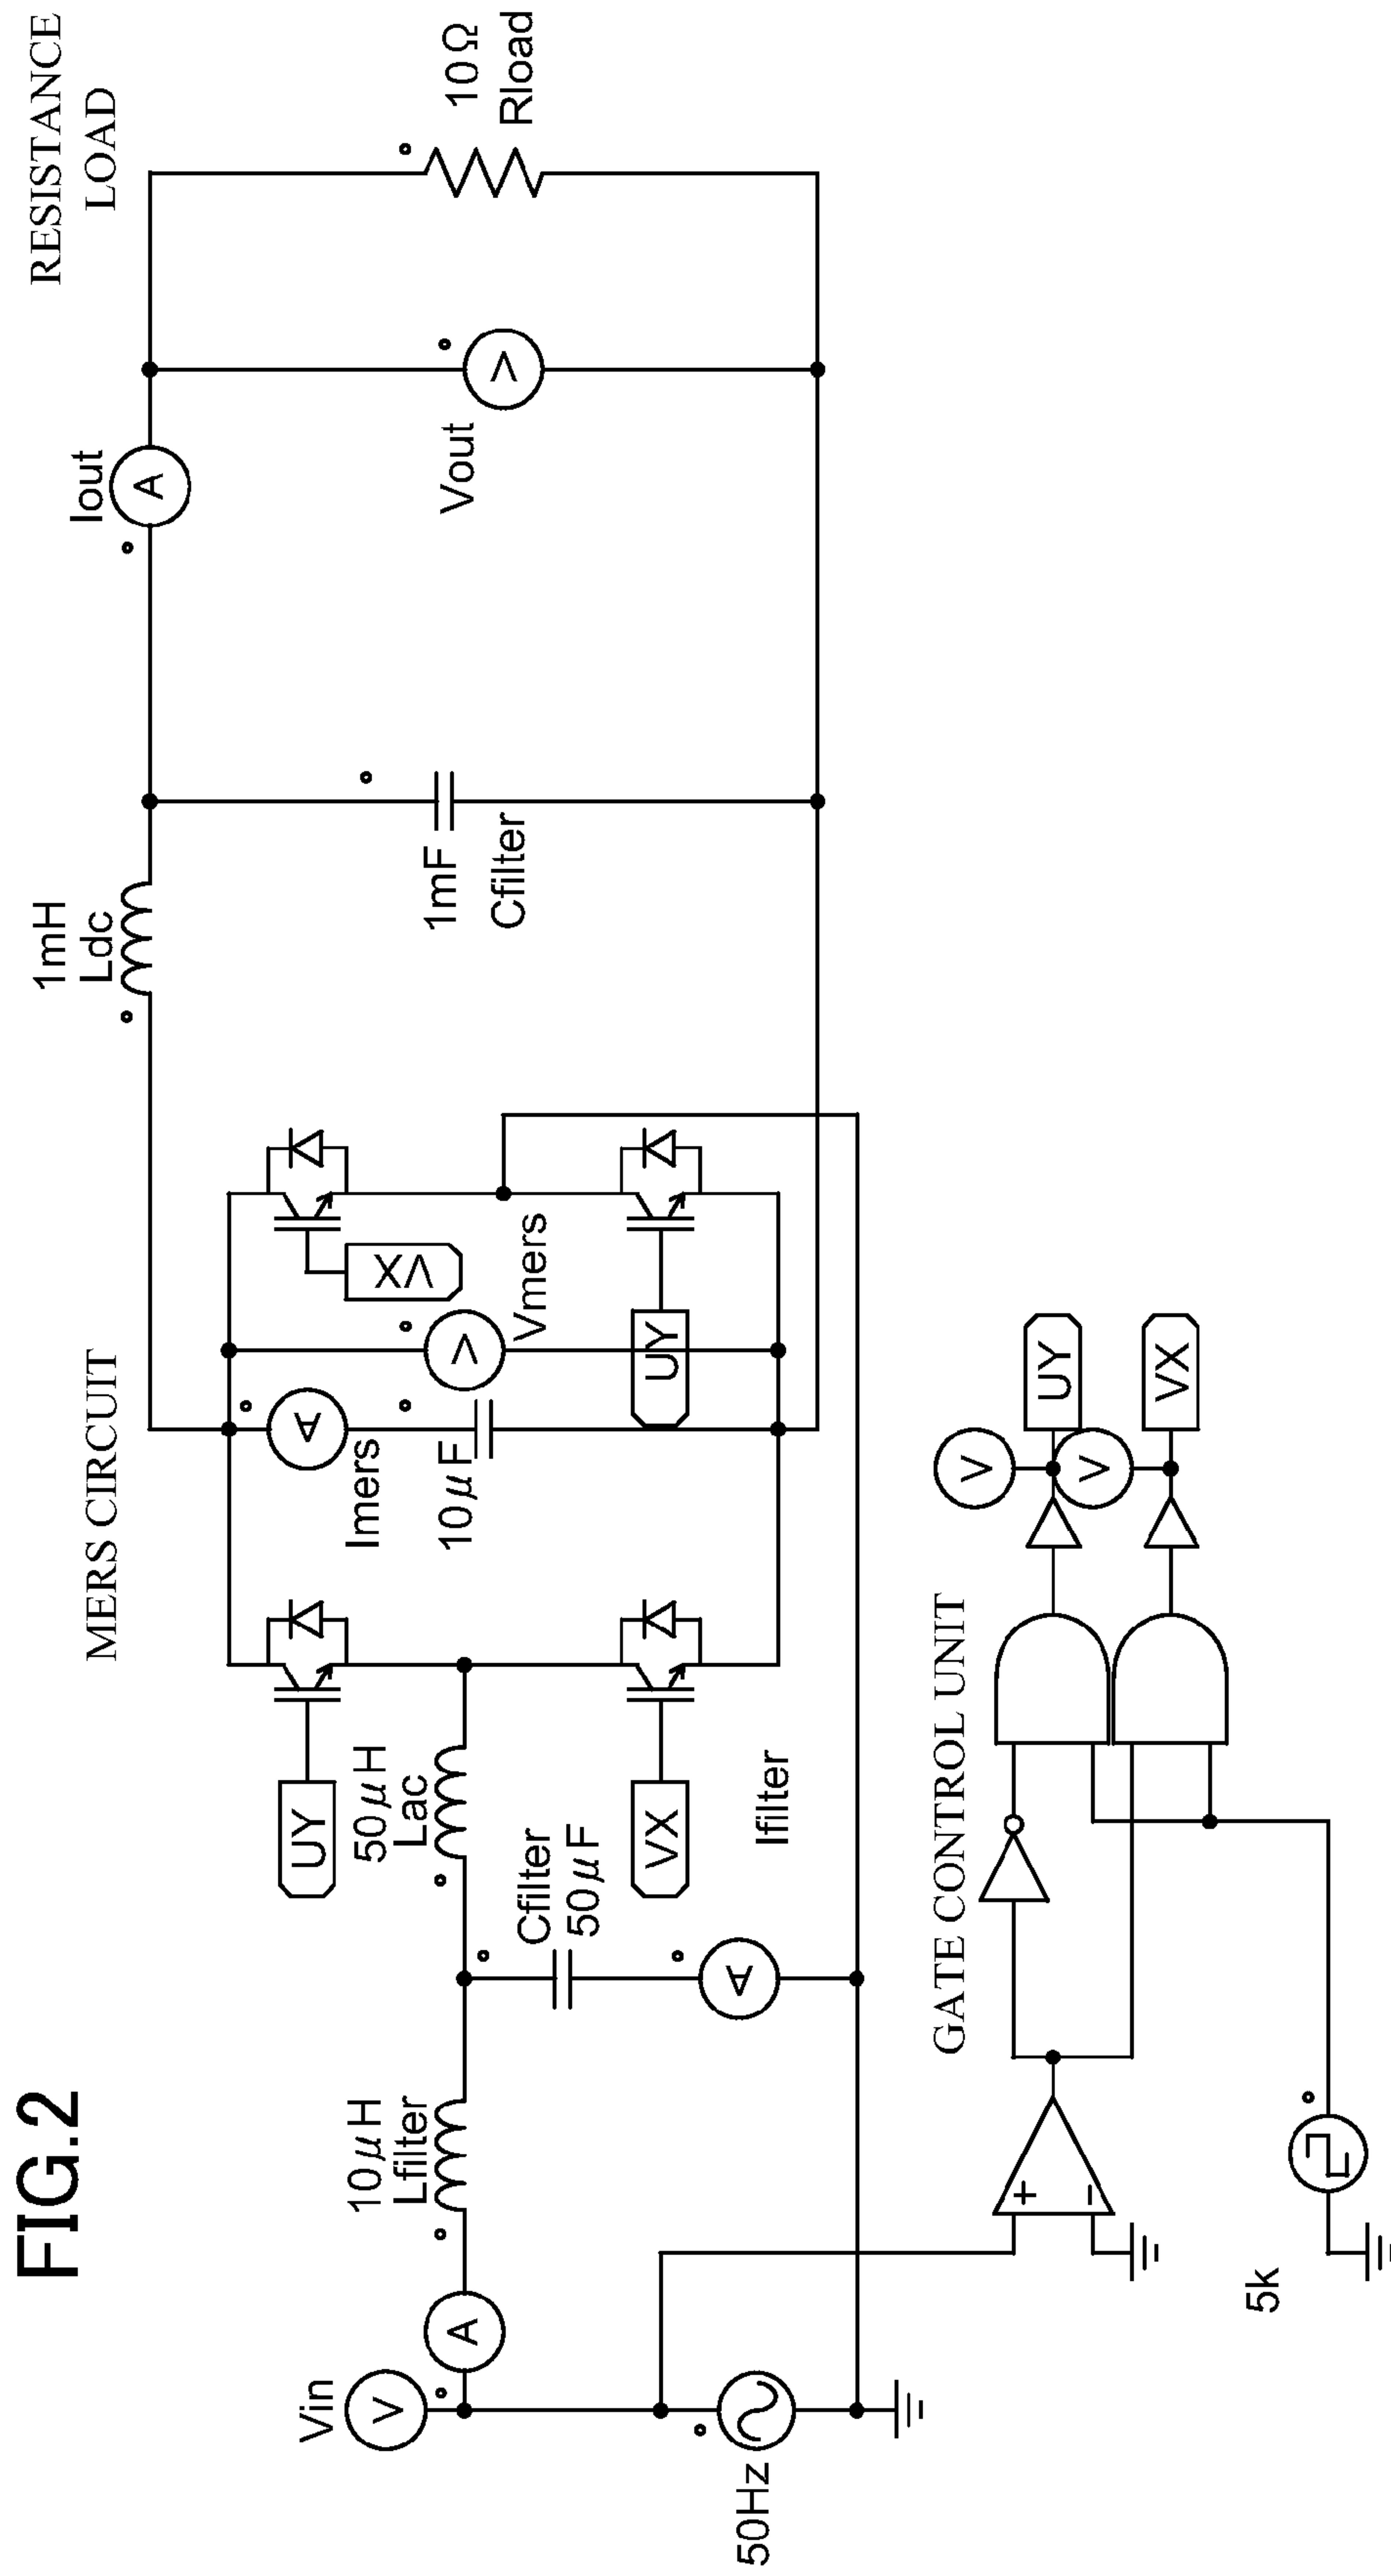 FIG.2
MERS CIRCUIT
RESISTANCE
LOAD
1mH
Ldc
Iout
A
10Ω
Rload
V
Vout
1mF
Cfilter
VX
V
Vmers
UY
A
Imers
10μF
UY
50μH
Lac
VX
Cfilter
50μF
Ifilter
A
10μH
Lfilter
A
Vin
V
50Hz
GATE CONTROL UNIT
V
UY
V
VX
+
−
5k